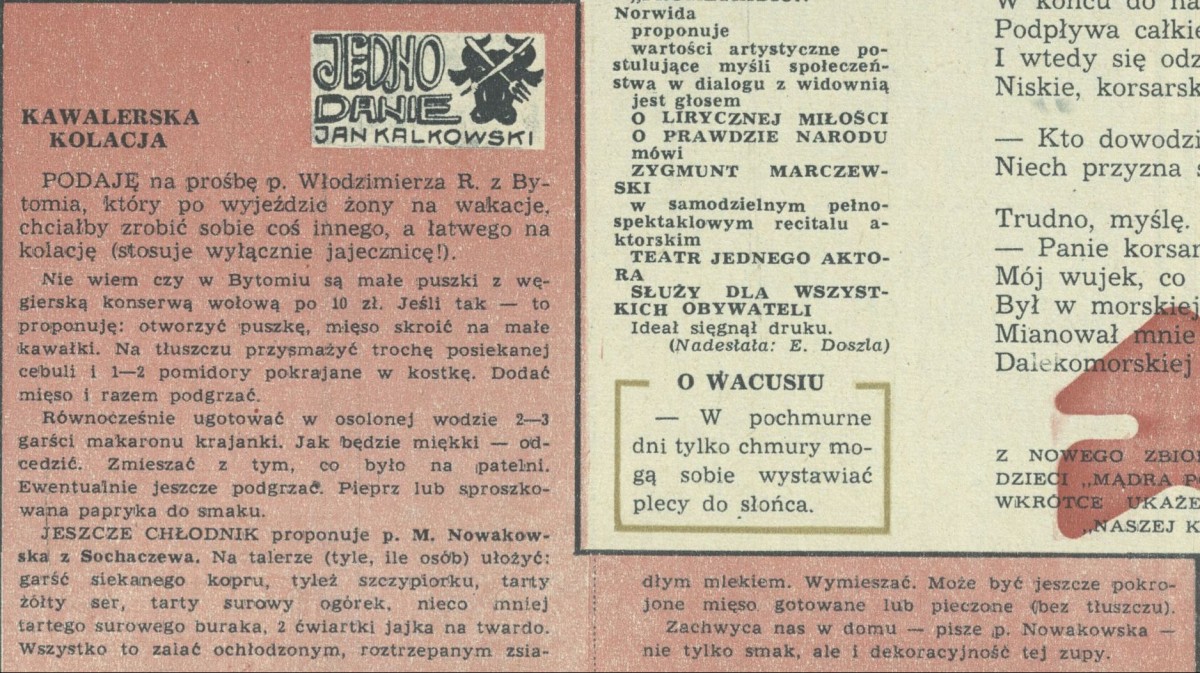 JEDNO
DANIE
JAN KALKOWSKI
KAWALERSKA
KOLACJA
PODAJĘ na prośbę p. Włodzimierza R. z By-
tomia, który po wyjeździe żony na wakacje,
chciałby zrobić sobie coś innego, a łatwego na
kolację (stosuje wyłącznie jajecznicę!).
Nie wiem czy w Bytomiu są małe puszki z wę-
gierską konserwą wołową po 10 zł. Jeśli tak — to
proponuję: otworzyć puszkę, mięso skroić na małe
kawałki. Na tłuszczu przysmażyć trochę posiekanej
cebuli i 1—2 pomidory pokrajane w kostkę. Dodać
mięso i razem podgrzać.
Równocześnie ugotować w osolonej wodzie 2—3
garści makaronu krajanki. Jak będzie miękki — od-
cedzić. Zmieszać z tym, co było na patelni.
Ewentualnie jeszcze podgrzać. Pieprz lub sproszko-
wana papryka do smaku.
JESZCZE CHŁODNIK proponuje p. M. Nowakow-
ska z Sochaczewa. Na talerze (tyle, ile osób) ułożyć:
garść siekanego kopru, tyleż szczypiorku, tarty
żółty ser, tarty surowy ogórek, nieco mniej
tartego surowego buraka, 2 ćwiartki jajka na twardo.
Wszystko to zalać ochłodzonym, roztrzepanym zsia-
dłym mlekiem. Wymieszać. Może być jeszcze pokro-
jone mięso gotowane lub pieczone (bez tłuszczu).
Zachwyca nas w domu — pisze p. Nowakowska —
nie tylko smak, ale i dekoracyjność tej zupy.
Norwida
proponuje
wartości artystyczne po-
stulujące myśli społeczeń-
stwa w dialogu z widownią
jest głosem
O LIRYCZNEJ MIŁOŚCI
O PRAWDZIE NARODU
mówi
ZYGMUNT MARCZEW-
SKI
w samodzielnym pełno-
spektaklowym recitalu a-
ktorskim
TEATR JEDNEGO AKTO-
RA
SŁUŻY DLA WSZYST-
KICH OBYWATELI
Ideał sięgnął druku.
(Nadesłała: E. Doszla)
O WACUSIU
— W pochmurne
dni tylko chmury mo-
gą sobie wystawiać
plecy do słońca.
W końcu do na
Podpływa całkie
I wtedy się odz
Niskie, korsarsk
— Kto dowodzi
Niech przyzna s
Trudno, myślę.
— Panie korsar
Mój wujek, co
Był w morskiej
Mianował mnie
Dalekomorskiej
Z NOWEGO ZBIO
DZIECI „MĄDRA PO
WKRÓTCE UKAŻE
„NASZEJ K